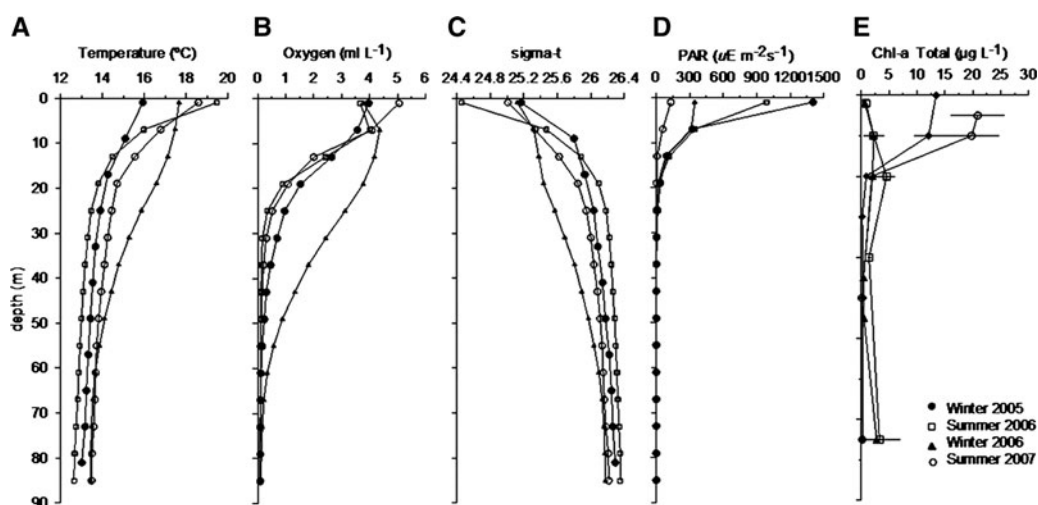 A B C D E
Temperature (ºC) Oxygen (ml L-1) sigma-t PAR (uE m-2s-1) Chl-a Total (µg L-1)
12 14 16 18 20 0 1 2 3 4 5 6 24.4 24.8 25.2 25.6 26 26.4 0 300 600 900 1200 1500 0 5 10 15 20 25 30
0
10
20
30
40
50
60
70
80
90
depth (m)
Winter 2005
Summer 2006
Winter 2006
Summer 2007